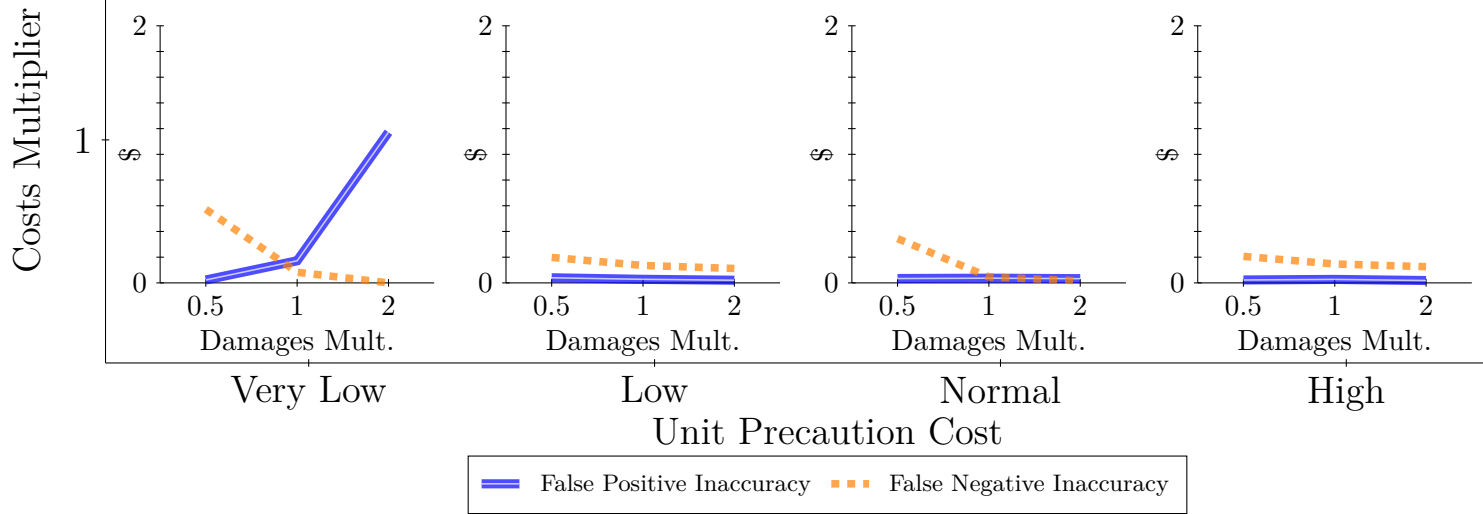 Costs Multiplier
1
2
$
0
0.5 1 2
Damages Mult.
2
$
0
0.5 1 2
Damages Mult.
2
$
0
0.5 1 2
Damages Mult.
2
$
0
0.5 1 2
Damages Mult.
Very Low Low Normal High
Unit Precaution Cost
False Positive Inaccuracy False Negative Inaccuracy